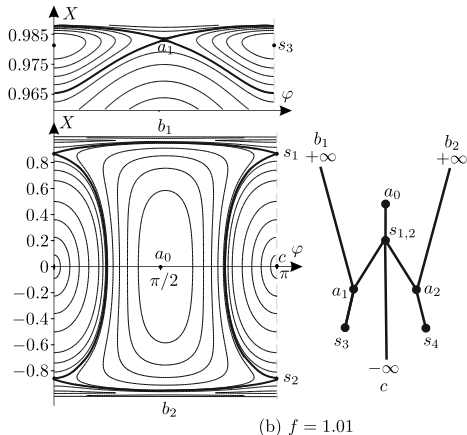 X
0.985
0.965
a₁
s₃
φ
X
b₁
0.8
0.6
0.4
0.2
0
−0.2
−0.4
−0.6
−0.8
s₁
a₀
π/2
c
φ
π
s₂
b₂
b₁
+∞
b₂
+∞
a₀
s₁,₂
a₁
a₂
s₃
s₄
−∞
c
(b) f = 1.01